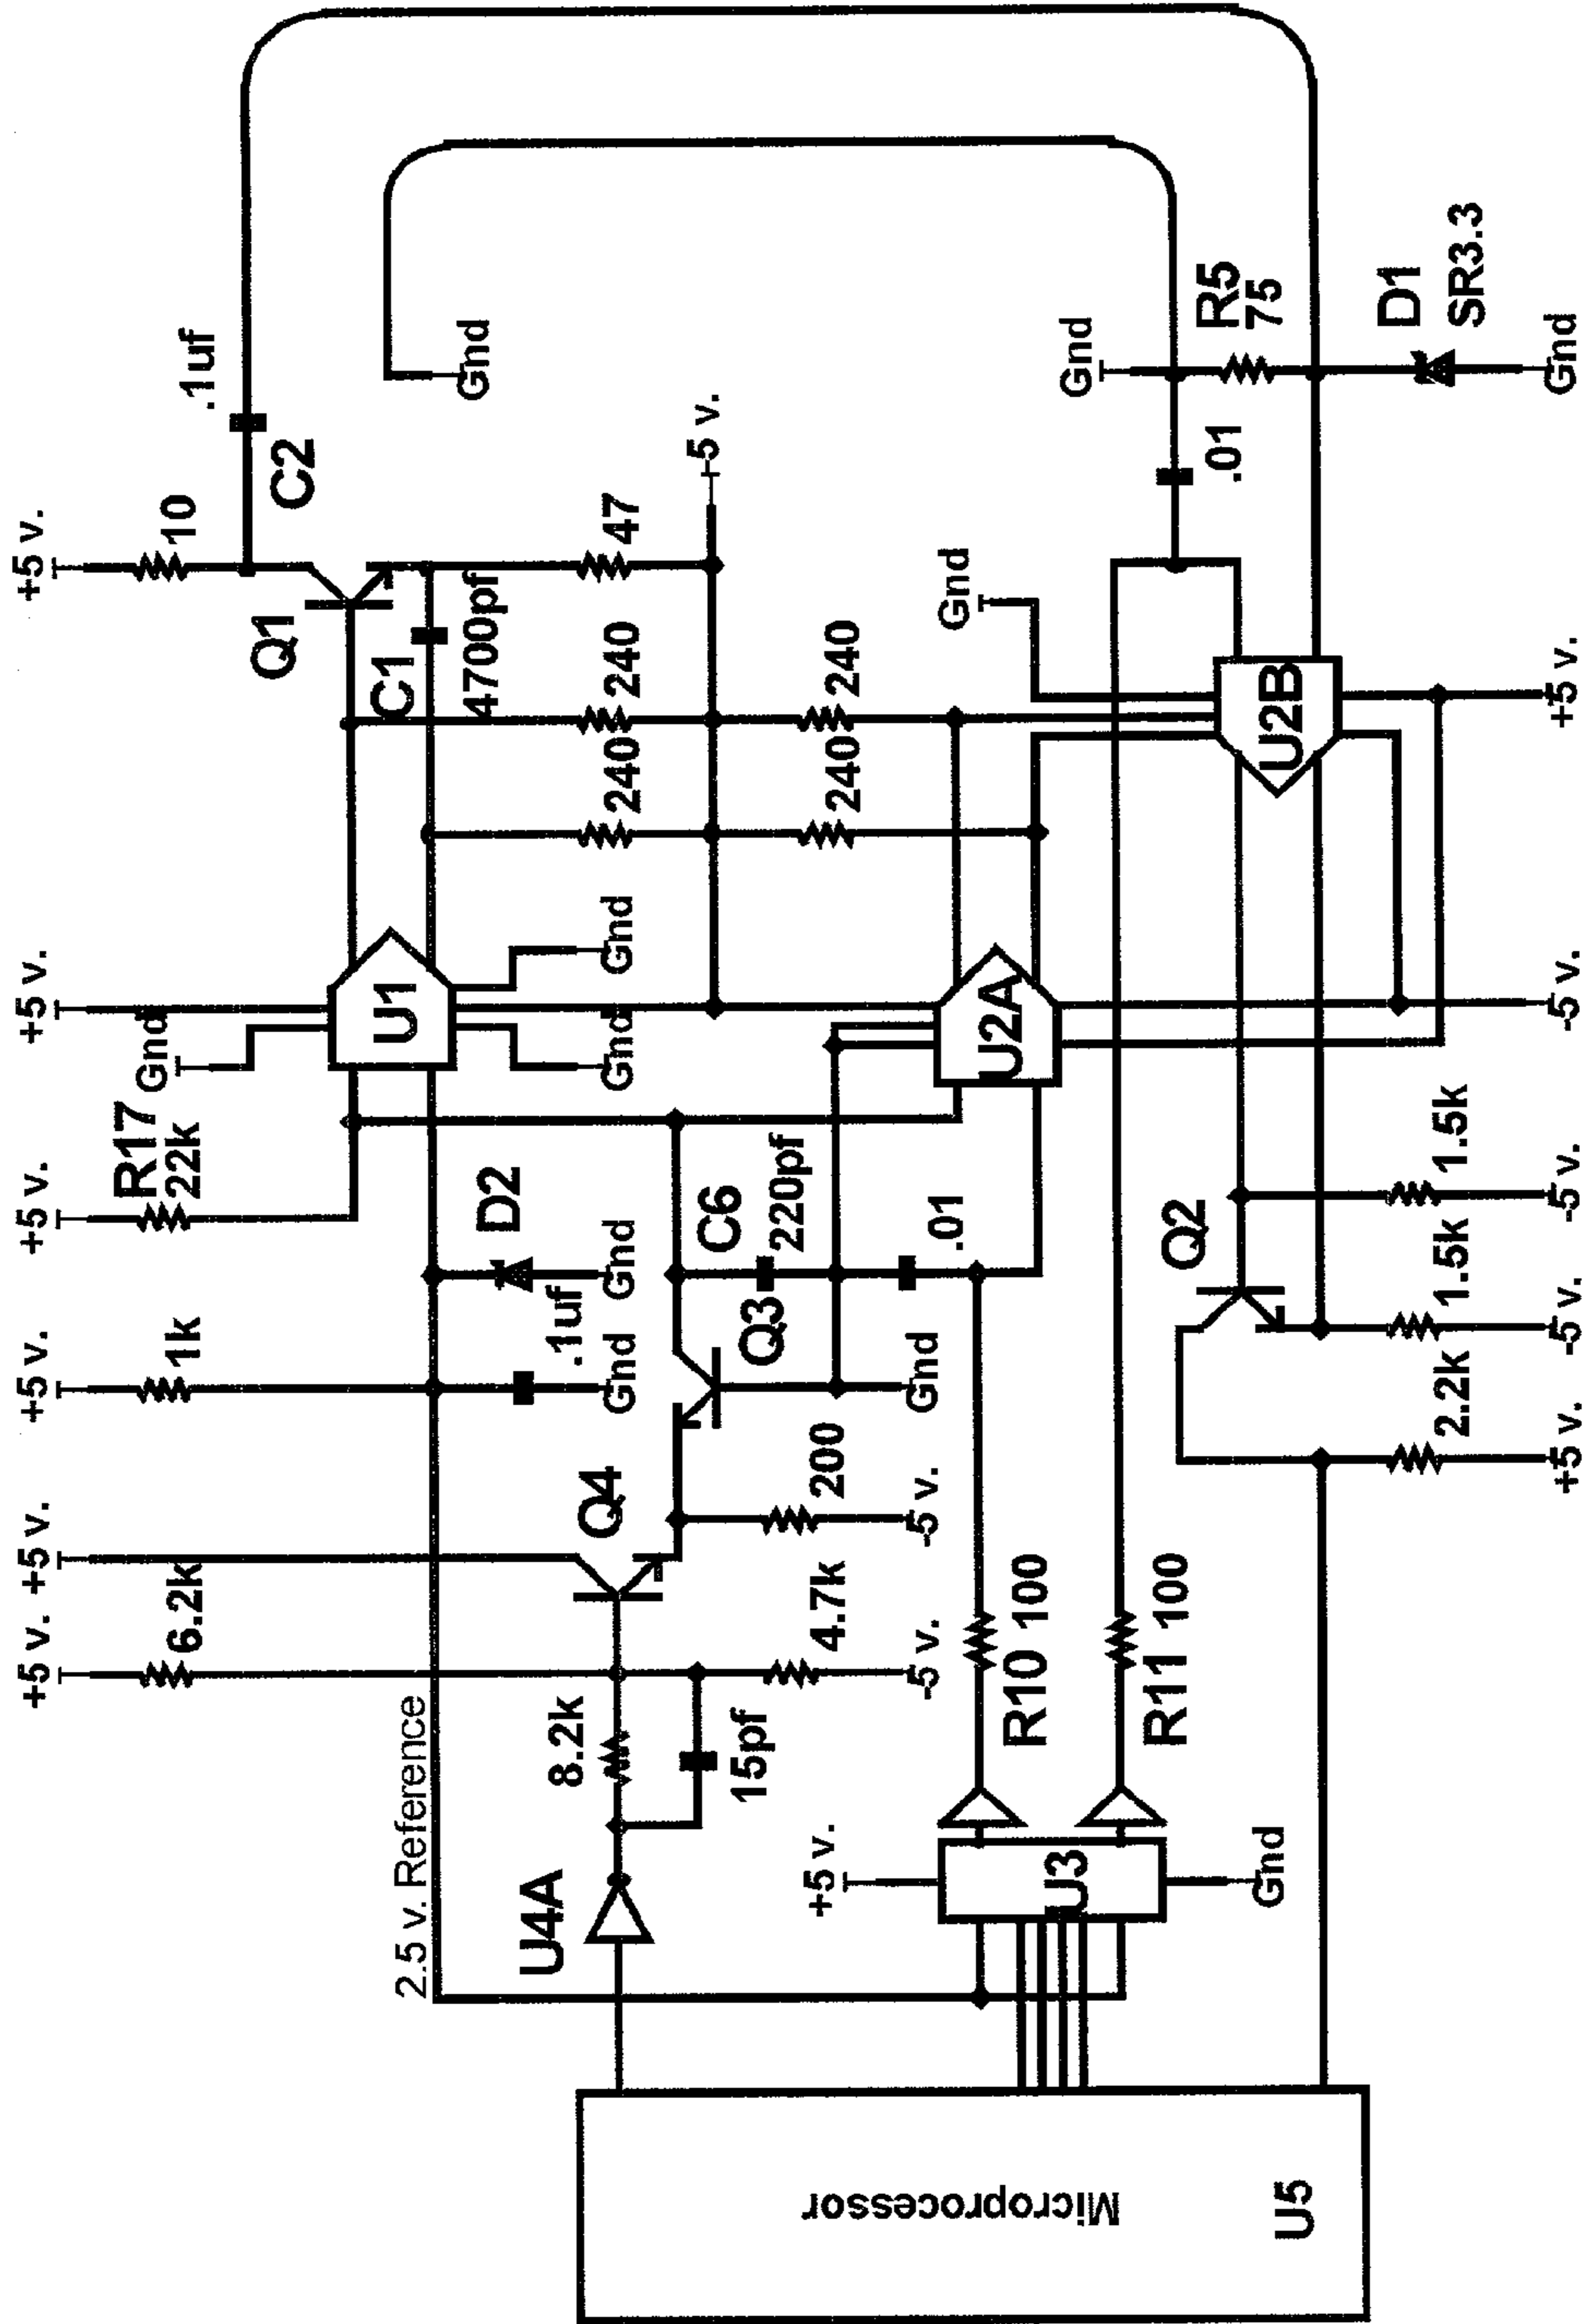 +5 v.
+5 v.
+5 v.
+5 v.
+5 v.
+5 v.
6.2k
1k
R17
22k
Gnd
10
.1uf
C2
Q1
U1
C1
4700pf
2.5 v. Reference
D2
Gnd
.1uf
Gnd
Gnd
Gnd
240
240
47
+5 v.
Gnd
U4A
8.2k
15pf
Q4
4.7k
-5 v.
200
-5 v.
Q3
C6
220pf
.01
Gnd
240
240
U2A
Gnd
Gnd
.01
R5
75
+5 v.
U3
Gnd
R10 100
R11 100
Q2
U2B
D1
SR3.3
Gnd
2.2k
+5 v.
1.5k
-5 v.
1.5k
-5 v.
-5 v.
+5 v.
Microprocessor
U5